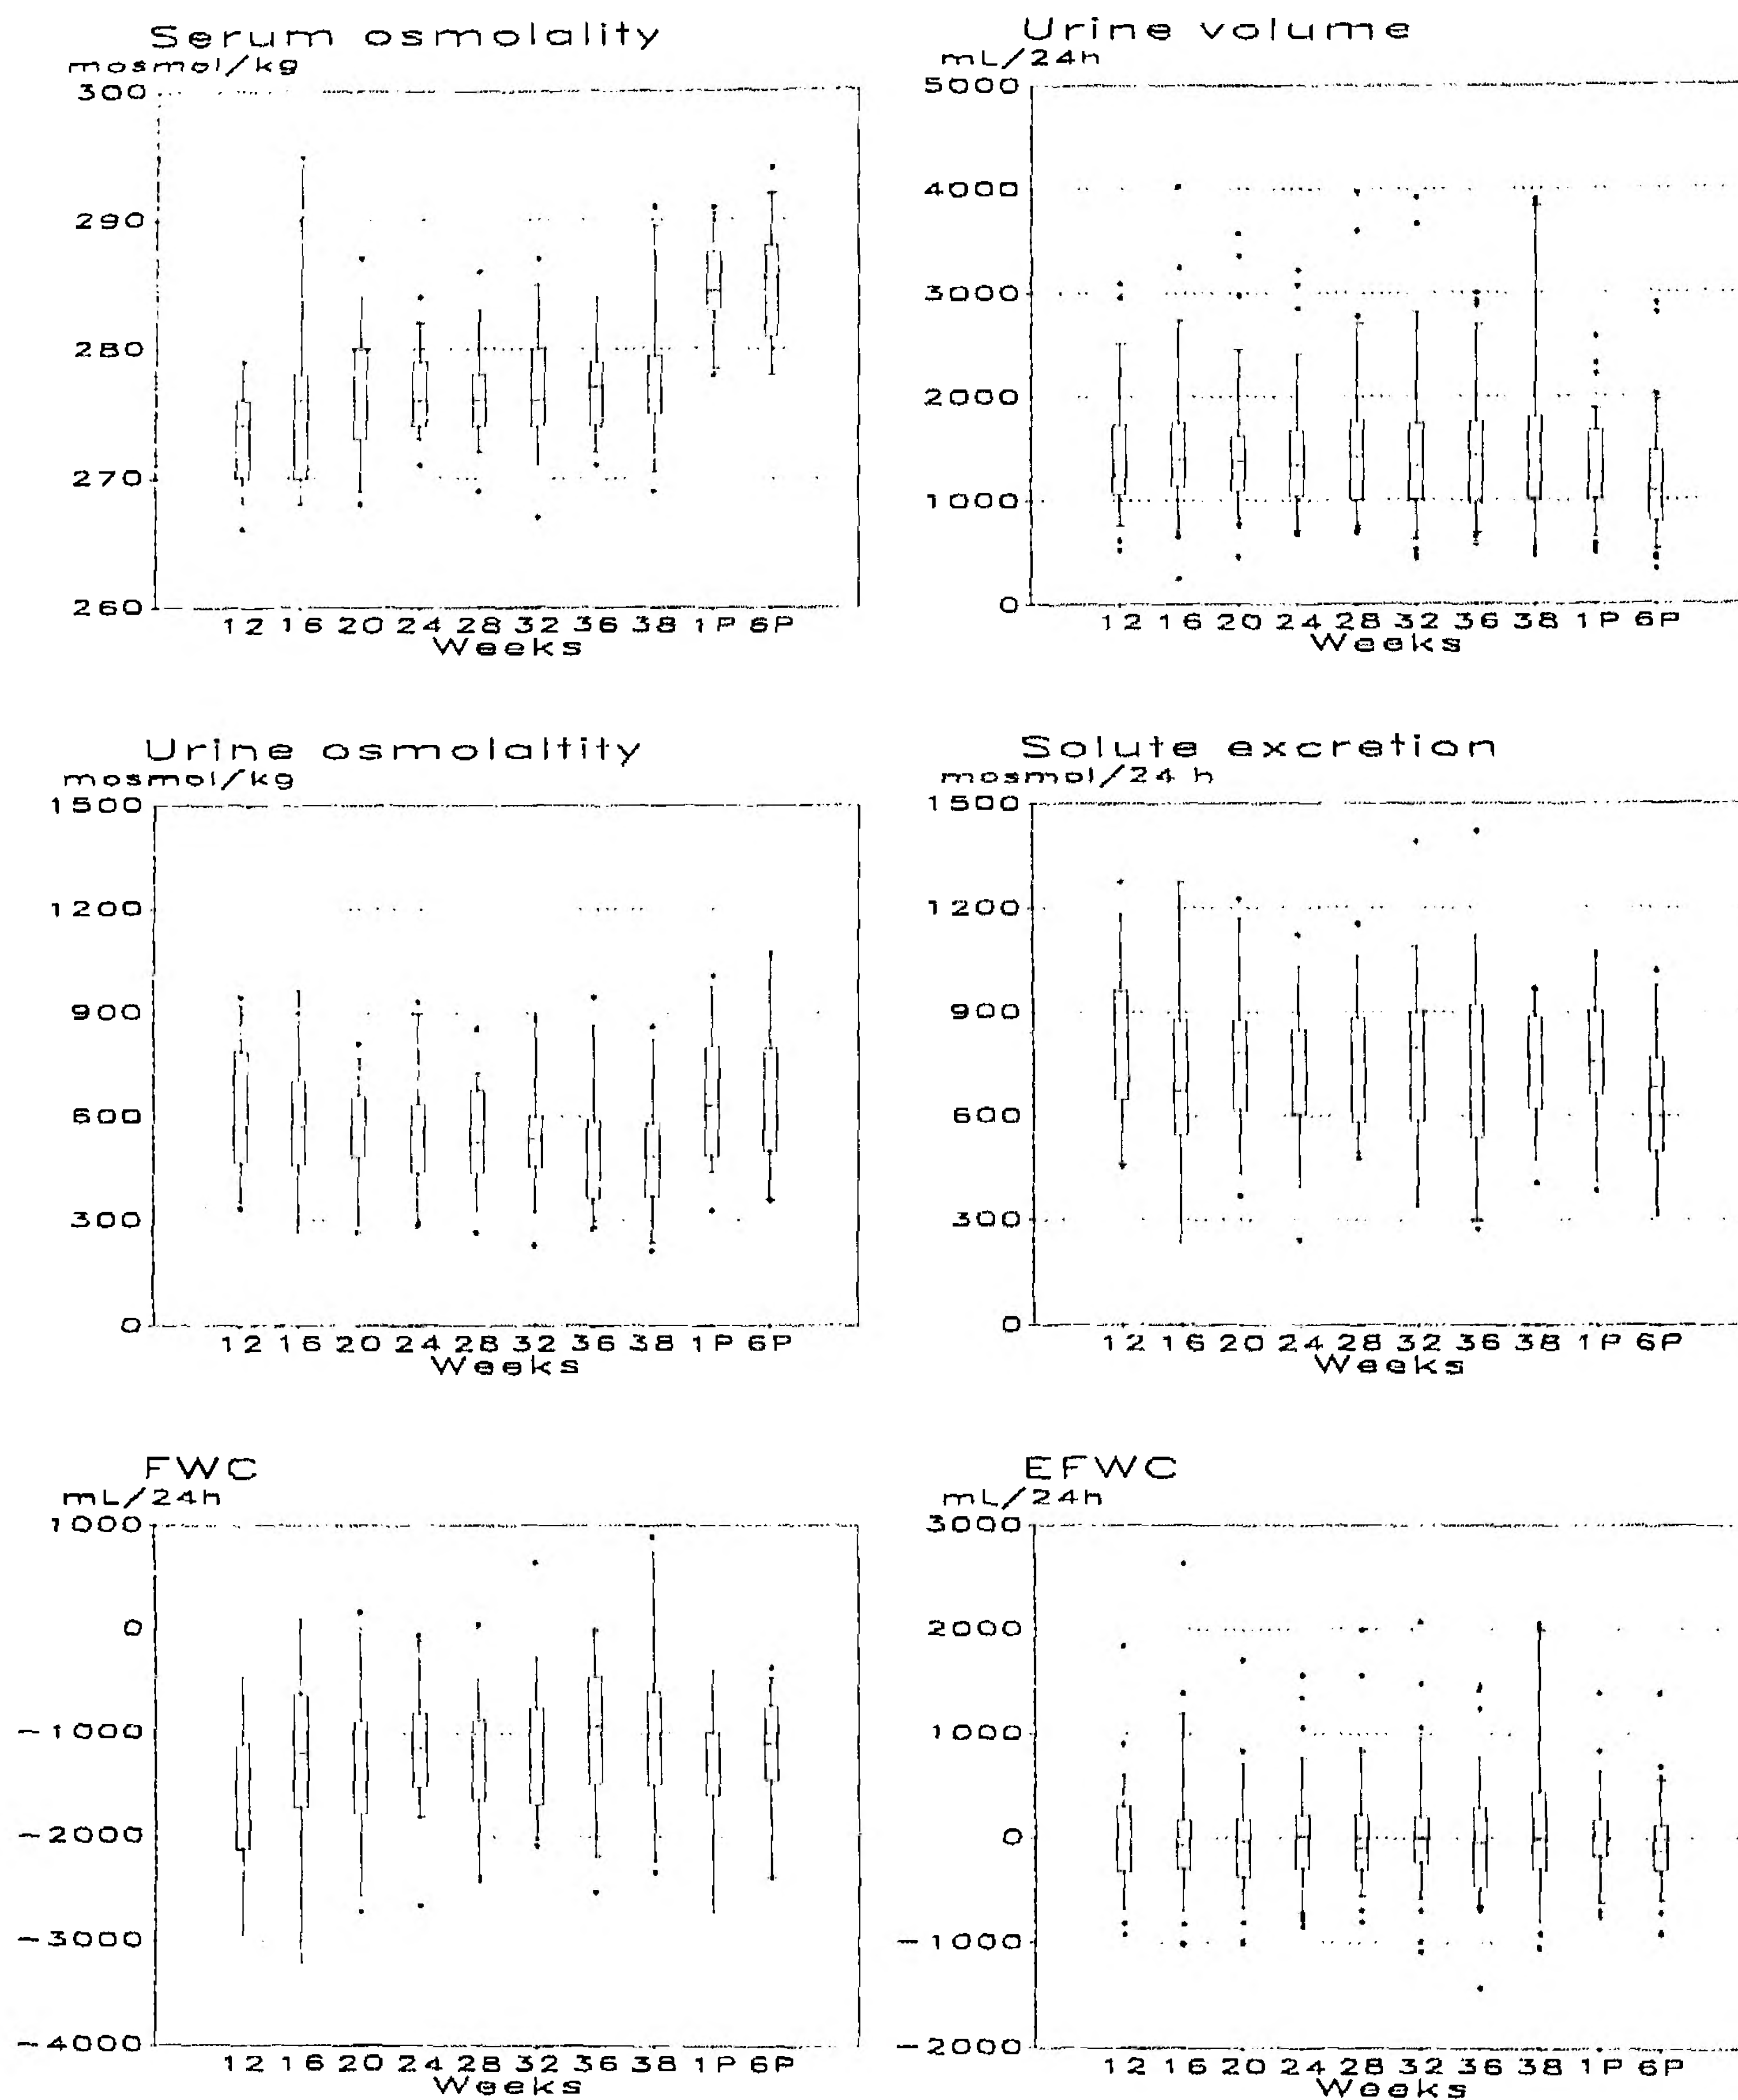 Serum osmolality
mosmol/kg
300
290
280
270
260
12 16 20 24 28 32 36 38 1P 6P
Weeks
Urine volume
mL/24h
5000
4000
3000
2000
1000
0
12 16 20 24 28 32 36 38 1P 6P
Weeks
Urine osmolaltity
mosmol/kg
1500
1200
900
600
300
0
12 16 20 24 28 32 36 38 1P 6P
Weeks
Solute excretion
mosmol/24 h
1500
1200
900
600
300
0
12 16 20 24 28 32 36 38 1P 6P
Weeks
FWC
mL/24h
1000
0
-1000
-2000
-3000
-4000
12 16 20 24 28 32 36 38 1P 6P
Weeks
EFWC
mL/24h
3000
2000
1000
0
-1000
-2000
12 16 20 24 28 32 36 38 1P 6P
Weeks